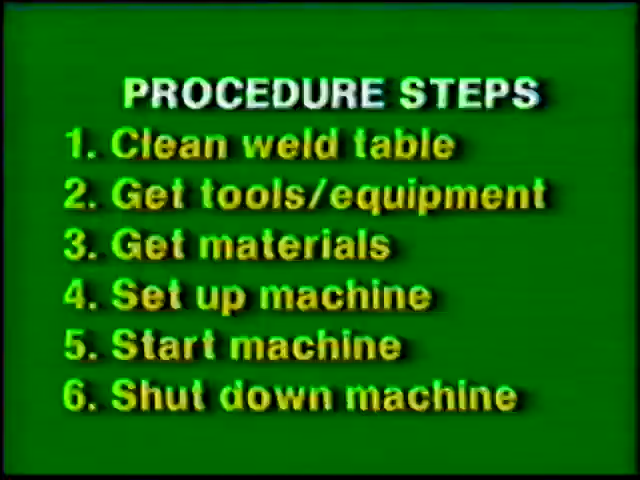 PROCEDURE STEPS
1. Clean weld table
2. Get tools/equipment
3. Get materials
4. Set up machine
5. Start machine
6. Shut down machine